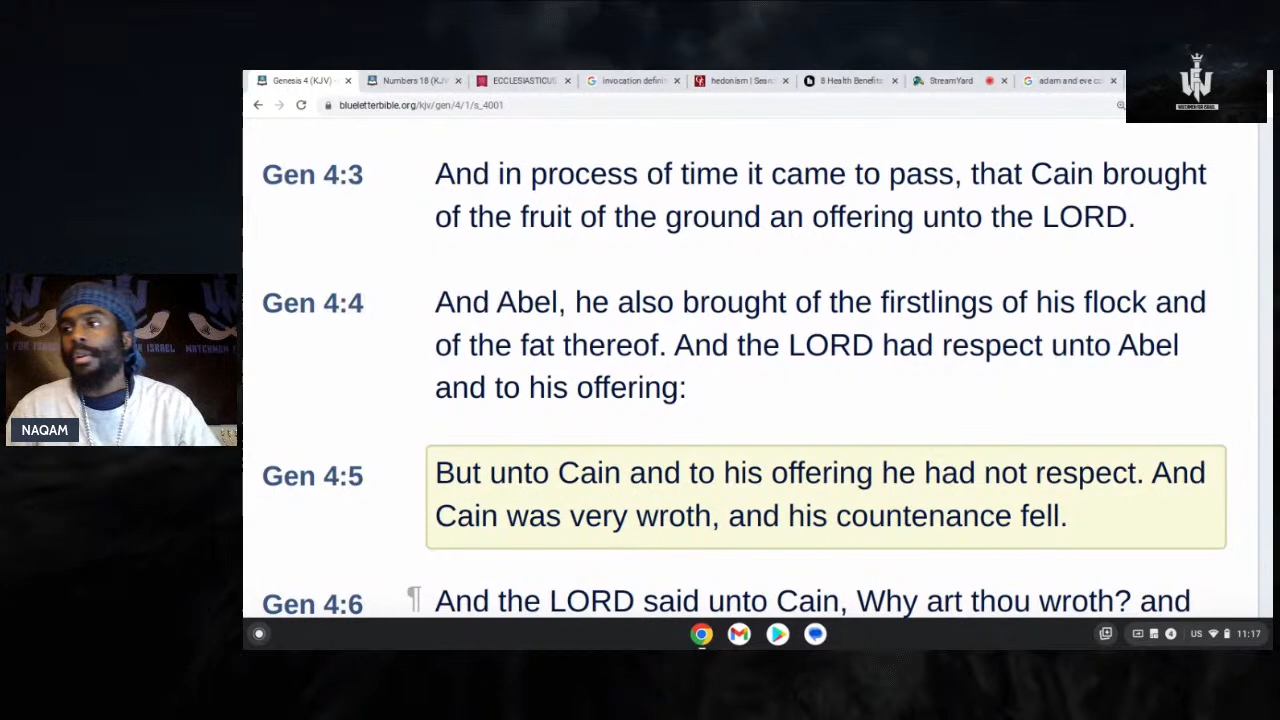 Genesis 4 (KJV)
Numbers 18 (KJV
ECCLESIASTICUS
invocation defini
hedonism | Sear
8 Health Benefits
StreamYard
adam and eve co
blueletterbible.org/kjv/gen/4/1/s_4001
WATCHMEN FOR ISRAEL
Gen 4:3 And in process of time it came to pass, that Cain brought
of the fruit of the ground an offering unto the LORD.
Gen 4:4 And Abel, he also brought of the firstlings of his flock and
of the fat thereof. And the LORD had respect unto Abel
and to his offering:
Gen 4:5 But unto Cain and to his offering he had not respect. And
Cain was very wroth, and his countenance fell.
Gen 4:6 ¶ And the LORD said unto Cain, Why art thou wroth? and
NAQAM
4
US
11:17